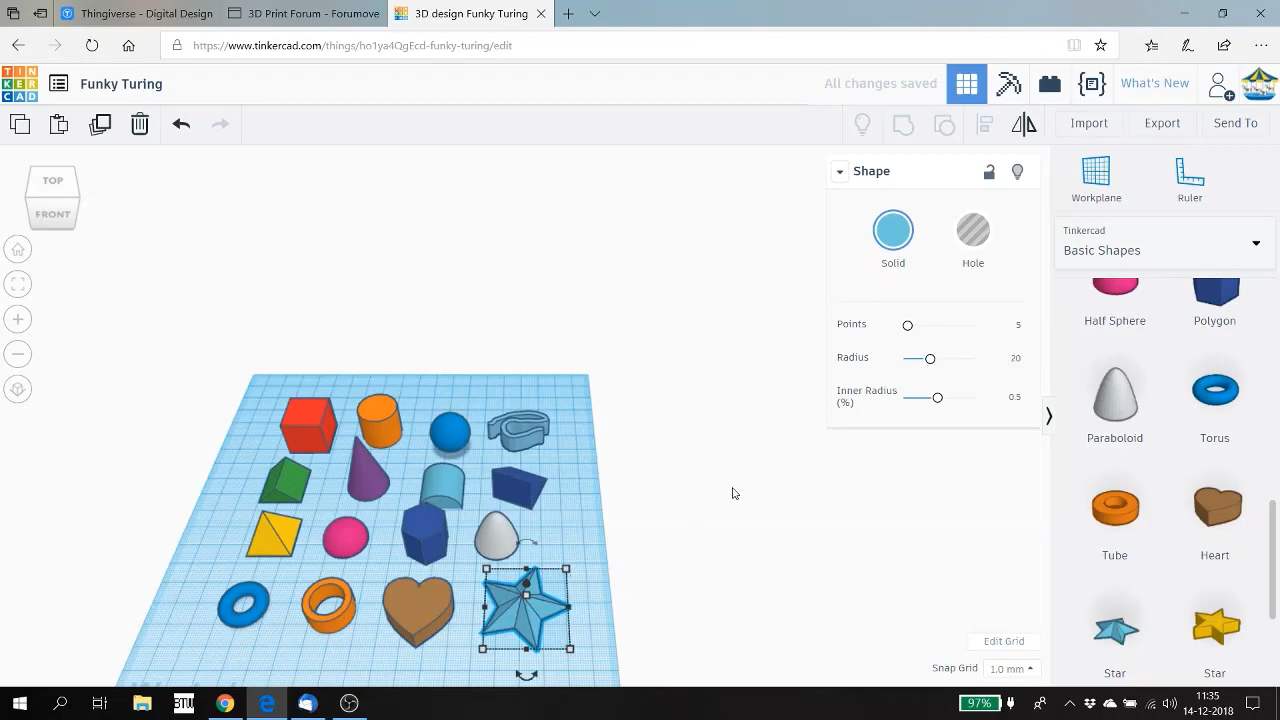 Thingiverse - Digital Design
3D Print Forum - Forumove
3D design Funky Turing
https://www.tinkercad.com/things/ho1ya4QgEcd-funky-turing/edit
TIN
KER
CAD
Funky Turing
All changes saved
What's New
Import
Export
Send To
TOP
FRONT
Shape
Solid
Hole
Points
5
Radius
20
Inner Radius
(%)
0.5
Workplane
Ruler
Tinkercad
Basic Shapes
Half Sphere
Polygon
Paraboloid
Torus
Tube
Heart
Star
Star
Edit Grid
Snap Grid
1.0 mm
BTW
97%
11:35
14-12-2018